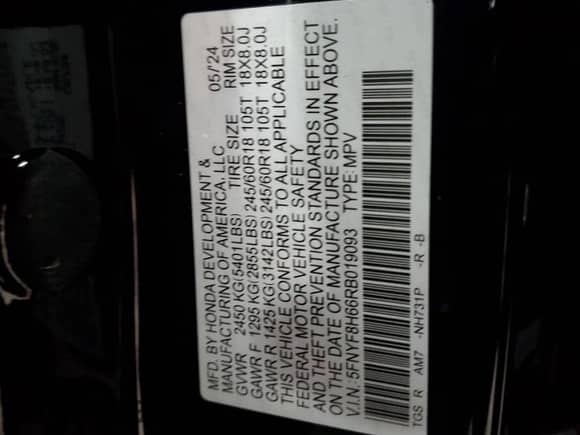 MFD. BY HONDA DEVELOPMENT &
MANUFACTURING OF AMERICA, LLC 05/'24
GVWR 2450 KG(5401LBS) TIRE SIZE RIM SIZE
GAWR F 1295 KG(2855LBS) 245/60R18 105T 18X8.0J
GAWR R 1425 KG(3142LBS) 245/60R18 105T 18X8.0J
THIS VEHICLE CONFORMS TO ALL APPLICABLE
FEDERAL MOTOR VEHICLE SAFETY
AND THEFT PREVENTION STANDARDS IN EFFECT
ON THE DATE OF MANUFACTURE SHOWN ABOVE.
V.I.N.: 5FNYF8H66RB019093 TYPE: MPV
TGS R AM7 -NH731P -R -B